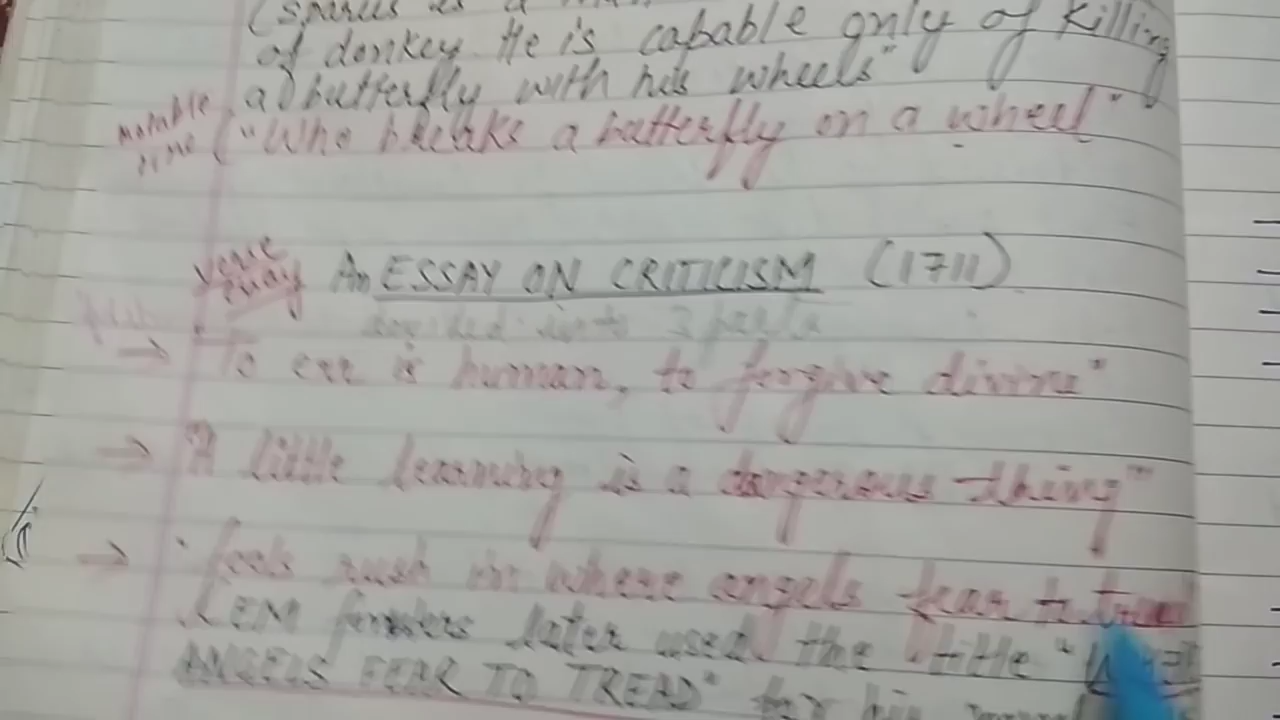 (sparus is a
of donkey. He is capable only of killing
a butterfly with his wheels"
notable
line
"Who breaks a butterfly on a wheel"
verse
essay
An ESSAY ON CRITICISM (1711)
divided into 3 parts
"To err is human, to forgive divine"
→ "A little learning is a dangerous thing"
→ "fools rush in where angels fear to tread
(EM forsters later used the title "
ANGELS FEAR TO TREAD" for his